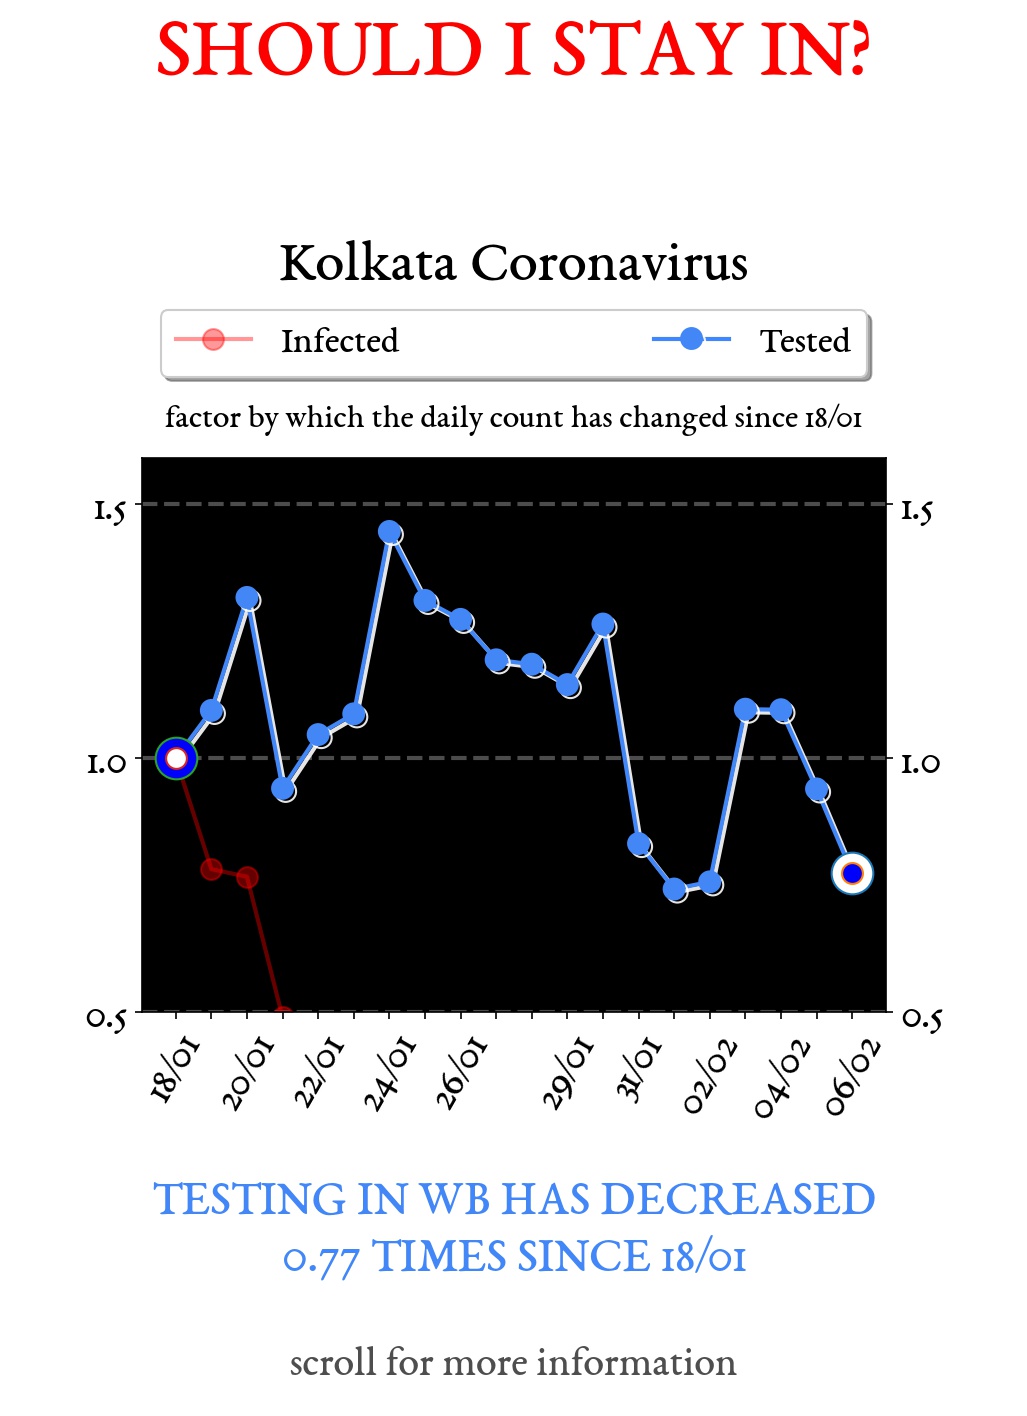 SHOULD I STAY IN?
Kolkata Coronavirus
Infected Tested
factor by which the daily count has changed since 18/01
1.5 1.5
1.0 1.0
0.5 0.5
18/01 20/01 22/01 24/01 26/01 29/01 31/01 02/02 04/02 06/02
TESTING IN WB HAS DECREASED
0.77 TIMES SINCE 18/01
scroll for more information